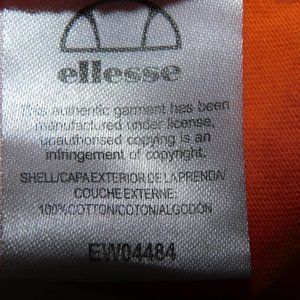 ellesse
This authentic garment has been
manufactured under license,
unauthorised copying is an
infringement of copyright.
SHELL/CAPA EXTERIOR DE LA PRENDA/
COUCHE EXTERNE:
100%COTTON/COTON/ALGODÓN
EW04484